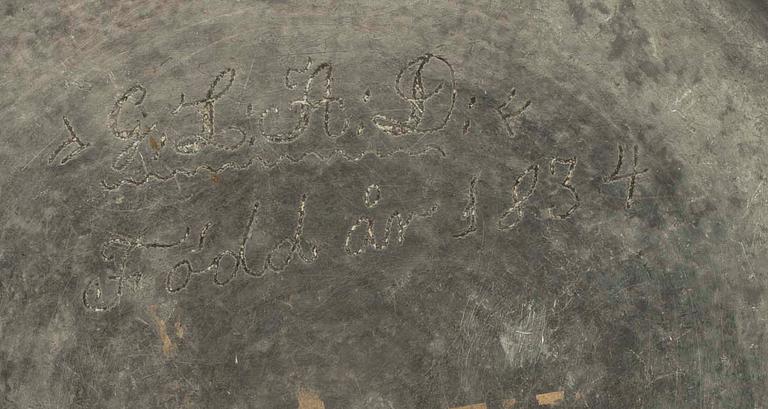 G. L. A. D.
Född år 1834